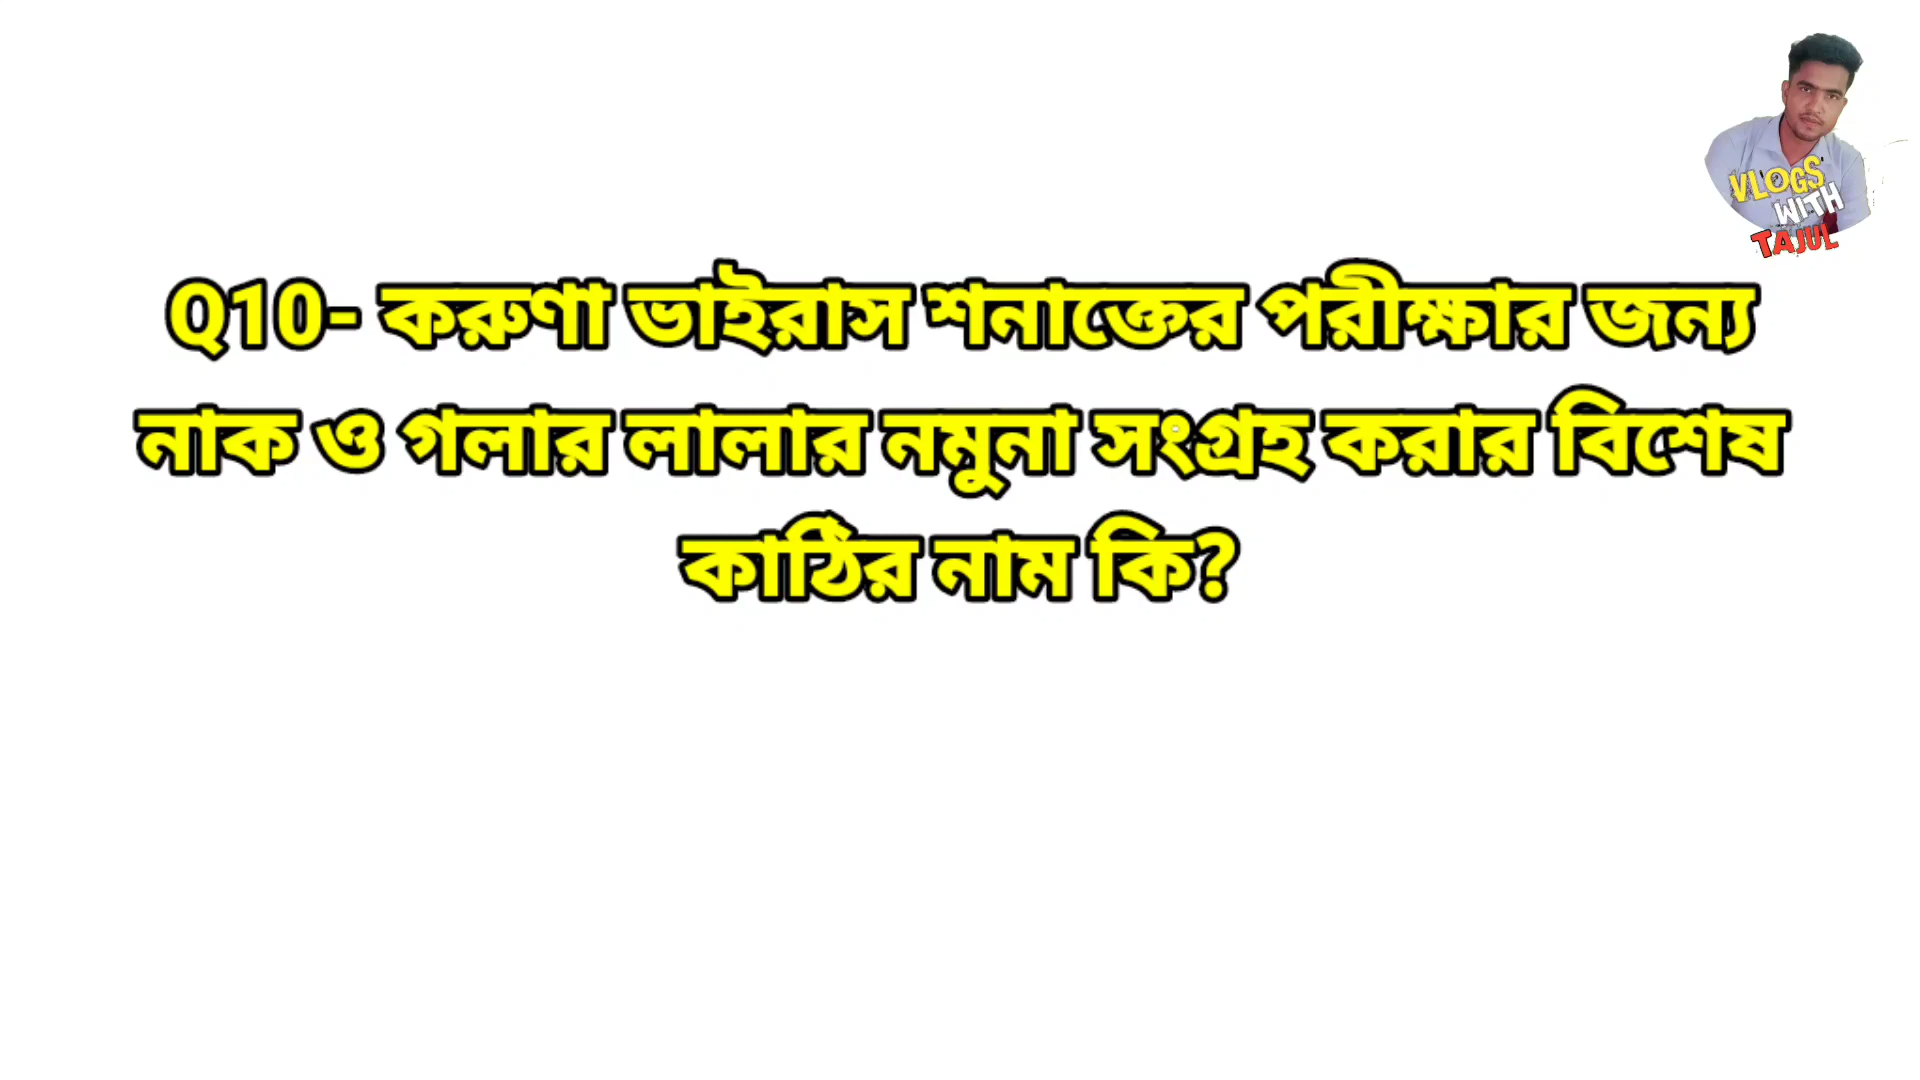 VLOGS
WITH
TAJUL
Q10- করুণা ভাইরাস শনাক্তের পরীক্ষার জন্য
নাক ও গলার লালার নমুনা সংগ্রহ করার বিশেষ
কাঠির নাম কি?